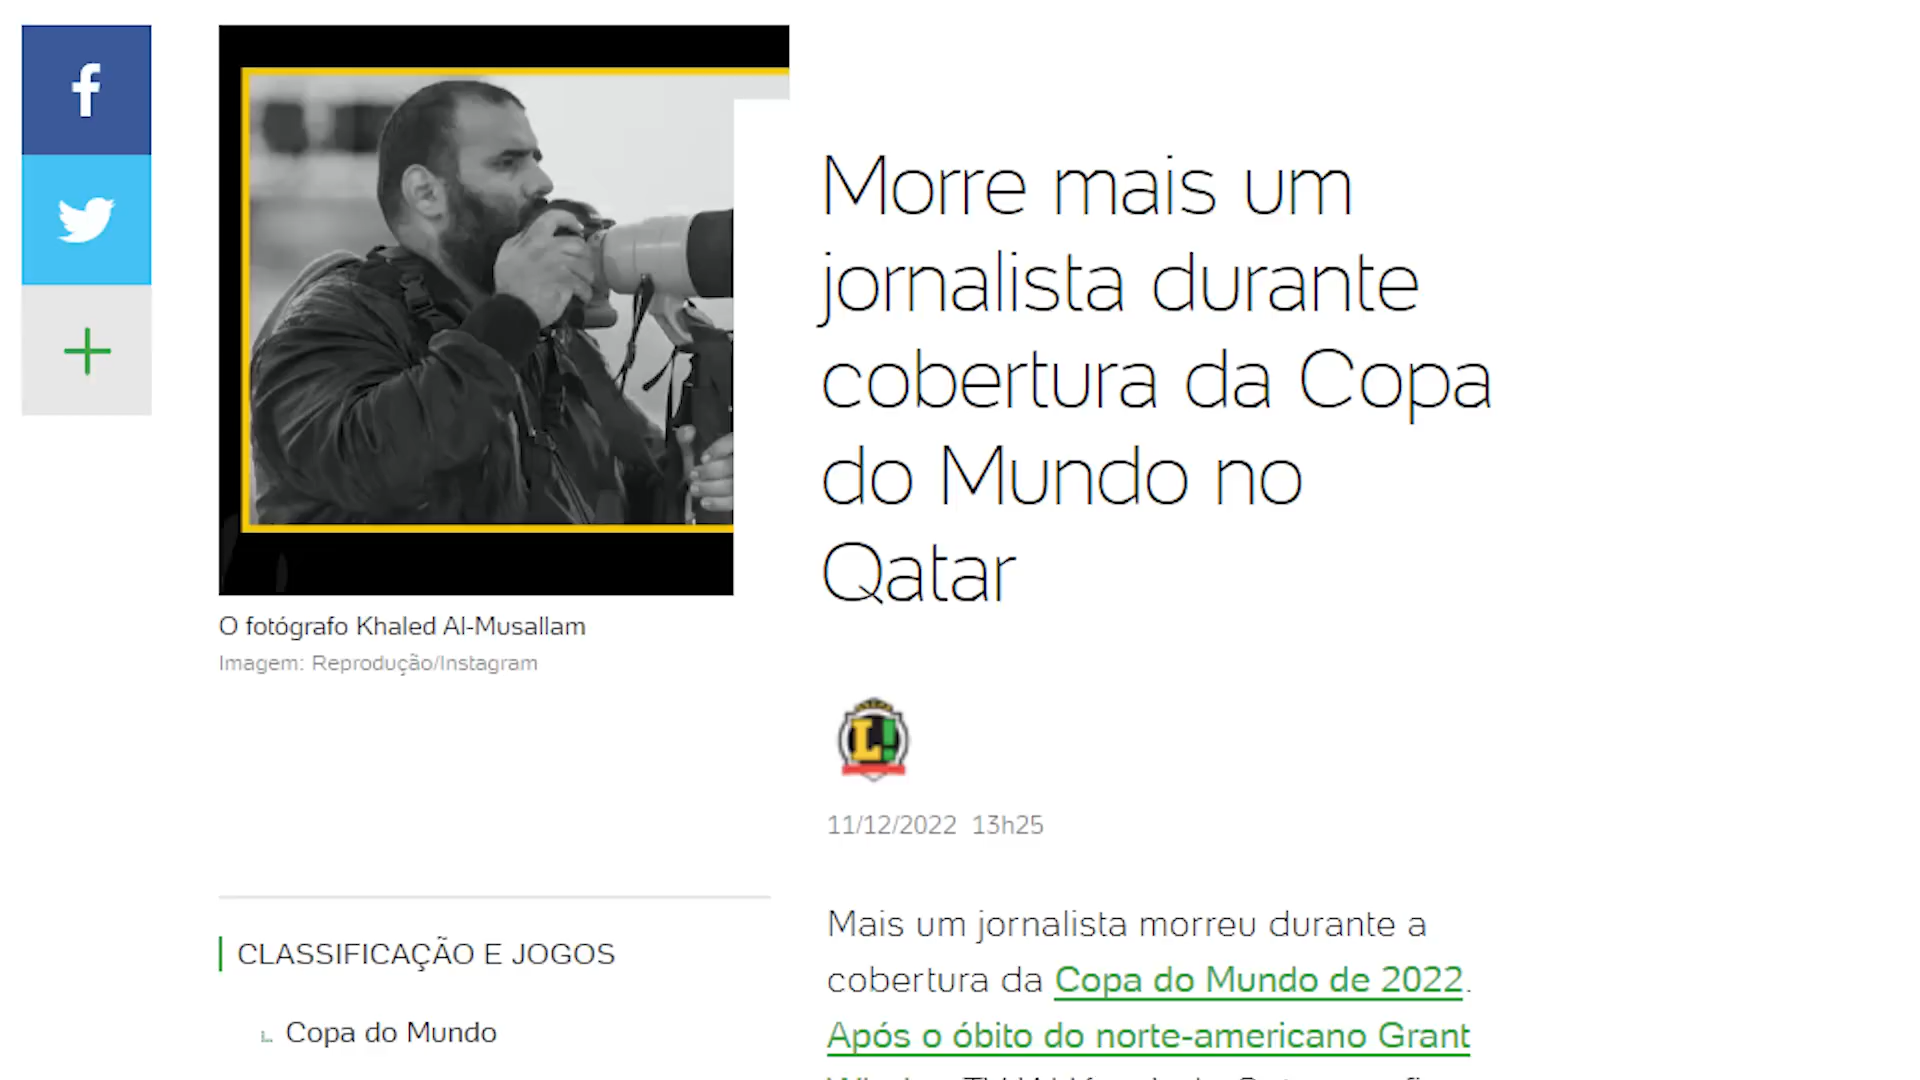 Morre mais um
jornalista durante
cobertura da Copa
do Mundo no
Qatar
O fotógrafo Khaled Al-Musallam
Imagem: Reprodução/Instagram
L!
11/12/2022 13h25
CLASSIFICAÇÃO E JOGOS
Copa do Mundo
Mais um jornalista morreu durante a
cobertura da Copa do Mundo de 2022.
Após o óbito do norte-americano Grant